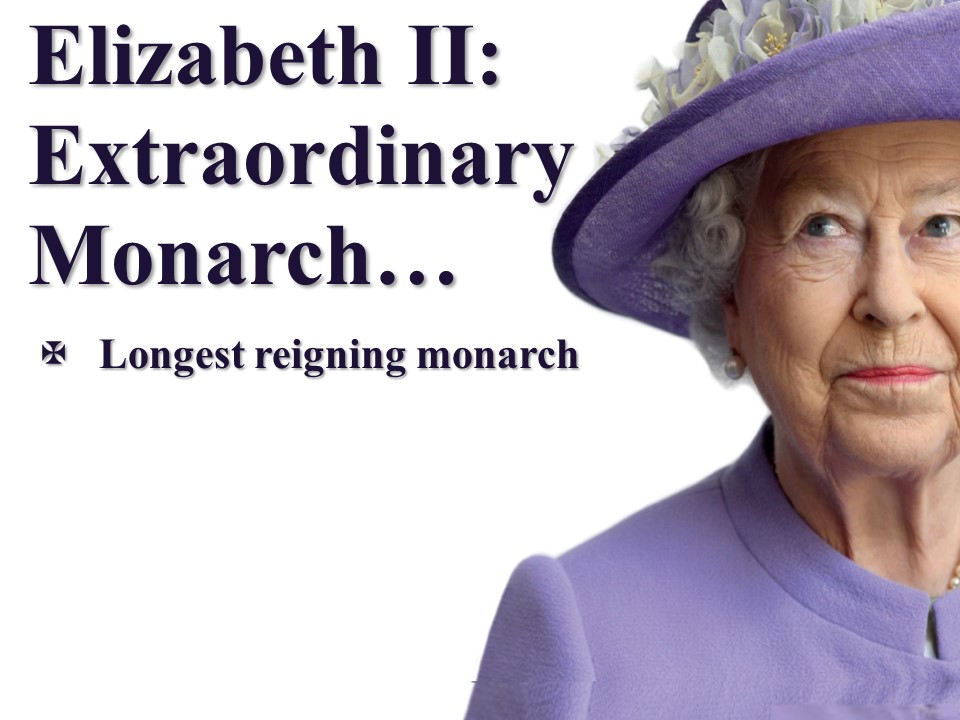 Elizabeth II:
Extraordinary
Monarch…
✠ Longest reigning monarch